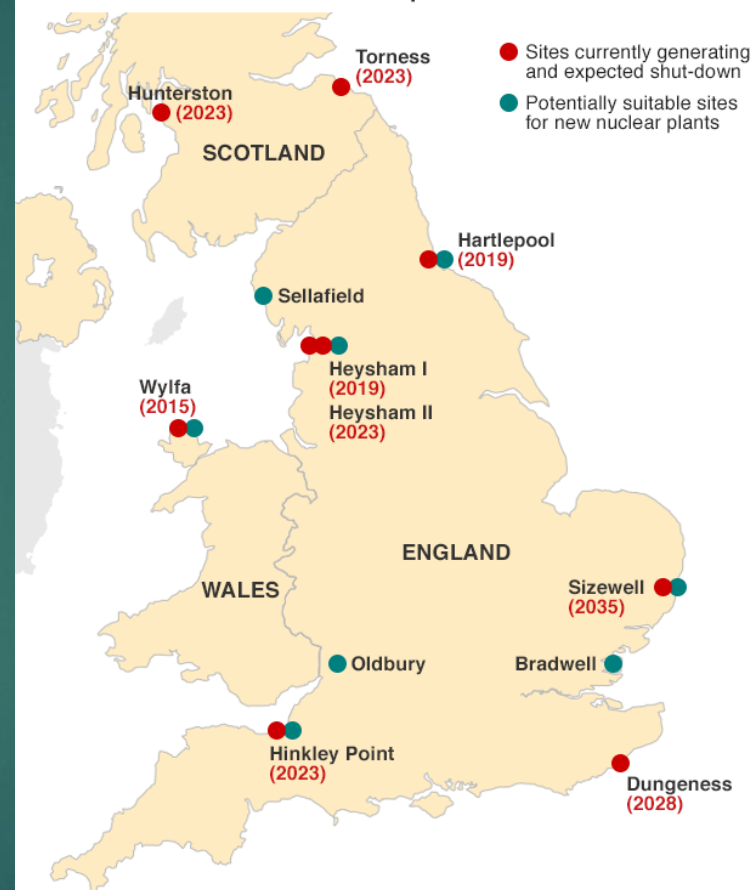 Sites currently generating
and expected shut-down
Potentially suitable sites
for new nuclear plants
Torness
(2023)
Hunterston
(2023)
SCOTLAND
Hartlepool
(2019)
Sellafield
Heysham I
(2019)
Heysham II
(2023)
Wylfa
(2015)
ENGLAND
WALES
Sizewell
(2035)
Oldbury
Bradwell
Hinkley Point
(2023)
Dungeness
(2028)